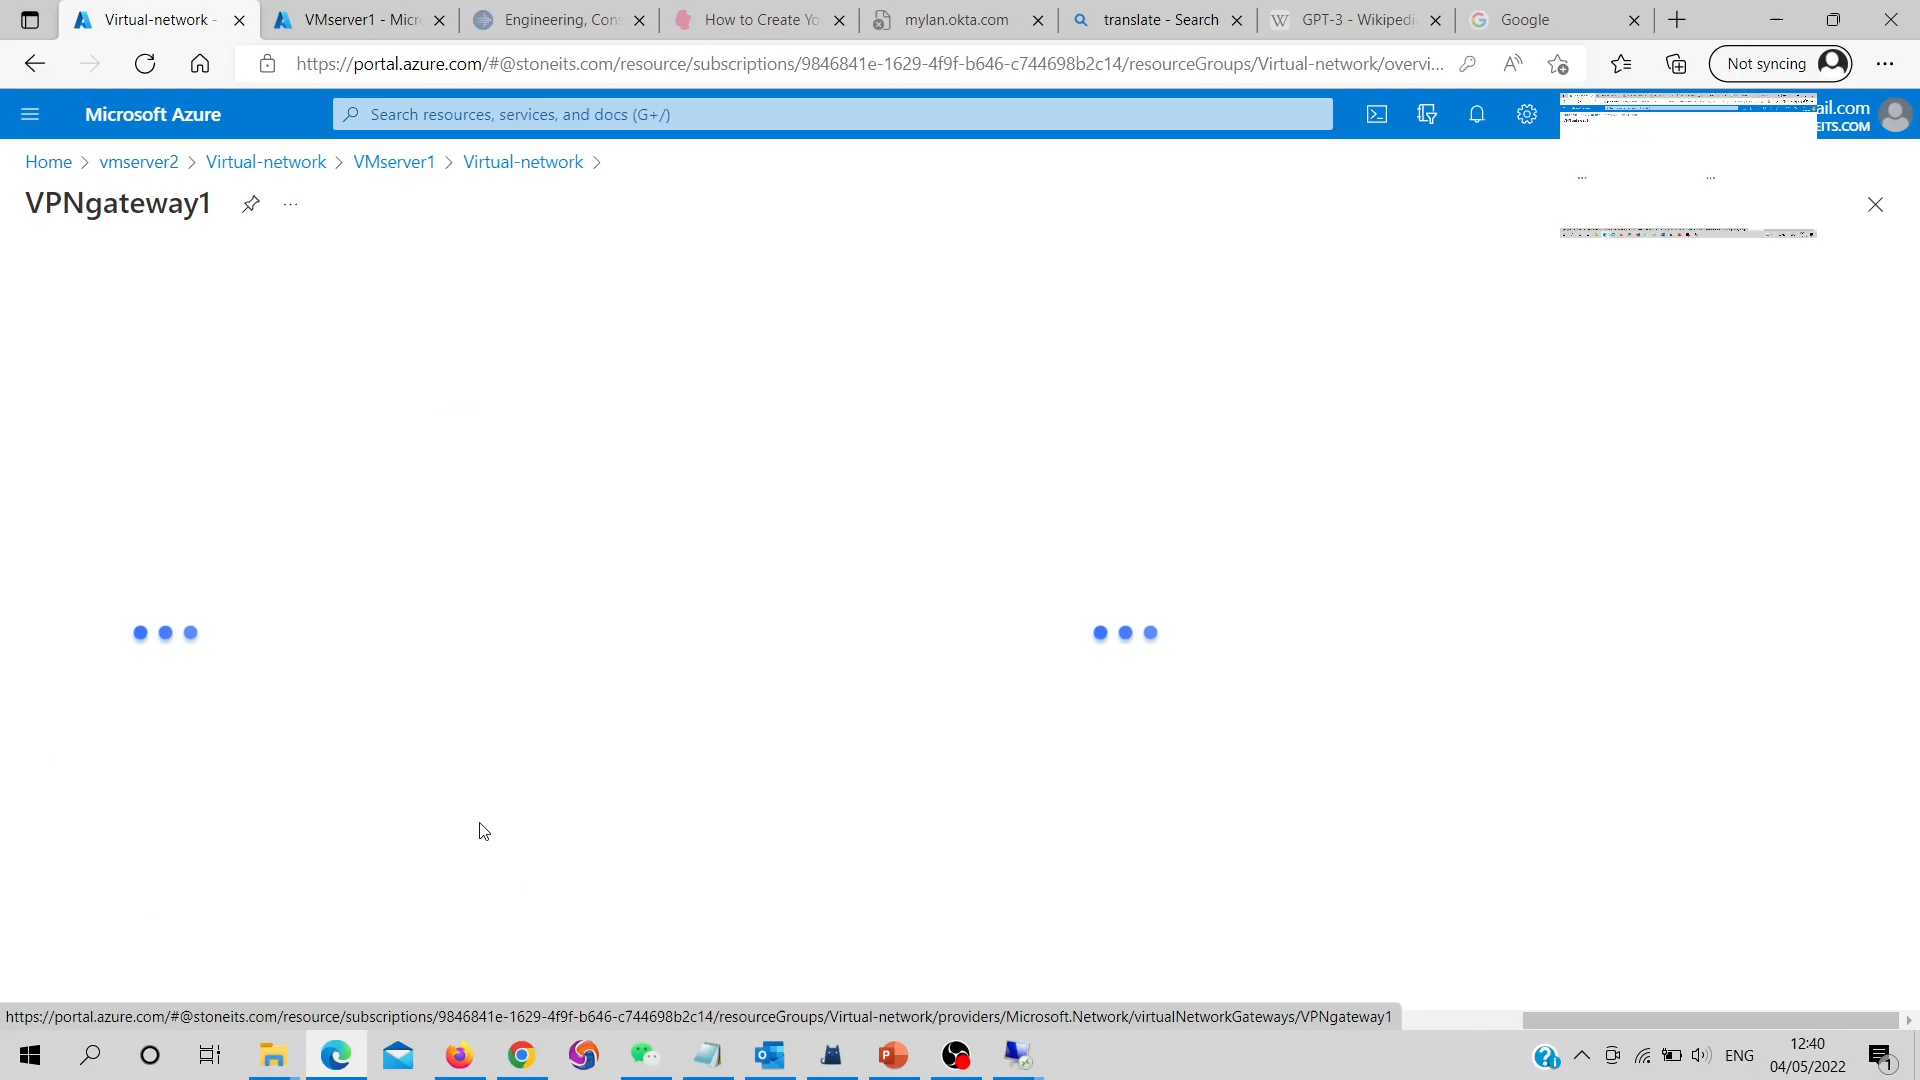 Virtual-network -
VMserver1 - Micr
Engineering, Cons
How to Create Yo
mylan.okta.com
translate - Search
GPT-3 - Wikipedi
Google
https://portal.azure.com/#@stoneits.com/resource/subscriptions/9846841e-1629-4f9f-b646-c744698b2c14/resourceGroups/Virtual-network/overvi...
Not syncing
Microsoft Azure
Search resources, services, and docs (G+/)
ail.com
EITS.COM
Home > vmserver2 > Virtual-network > VMserver1 > Virtual-network >
VPNgateway1
https://portal.azure.com/#@stoneits.com/resource/subscriptions/9846841e-1629-4f9f-b646-c744698b2c14/resourceGroups/Virtual-network/providers/Microsoft.Network/virtualNetworkGateways/VPNgateway1
ENG
12:40
04/05/2022
1